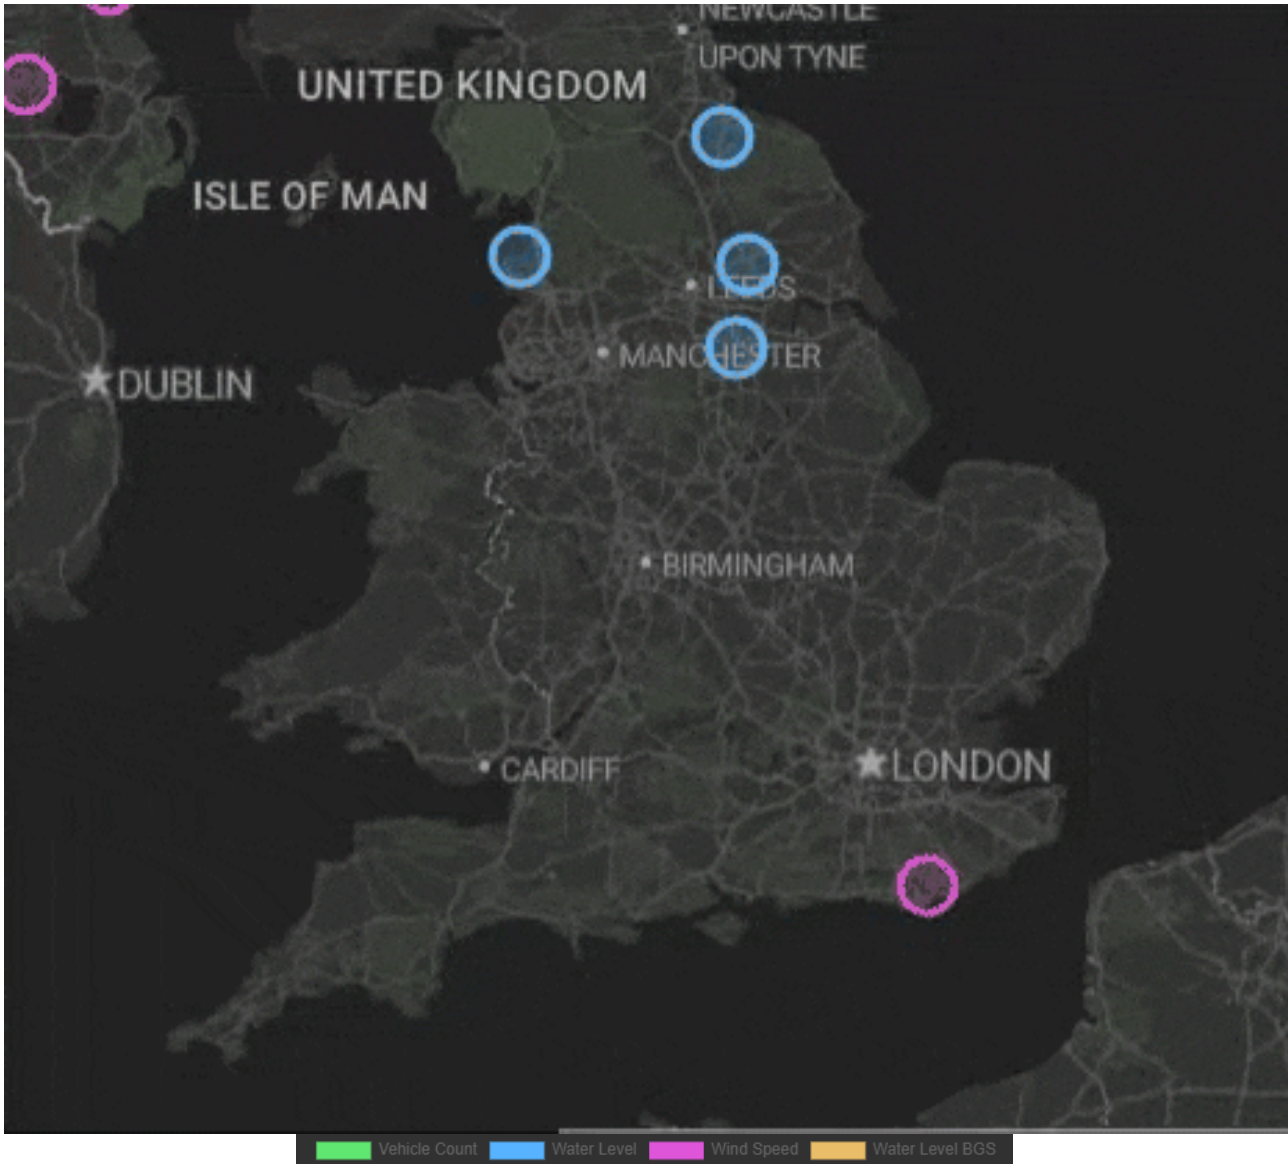 NEWCASTLE
UPON TYNE
UNITED KINGDOM
ISLE OF MAN
LEEDS
MANCHESTER
DUBLIN
BIRMINGHAM
CARDIFF
LONDON
Vehicle Count Water Level Wind Speed Water Level BGS